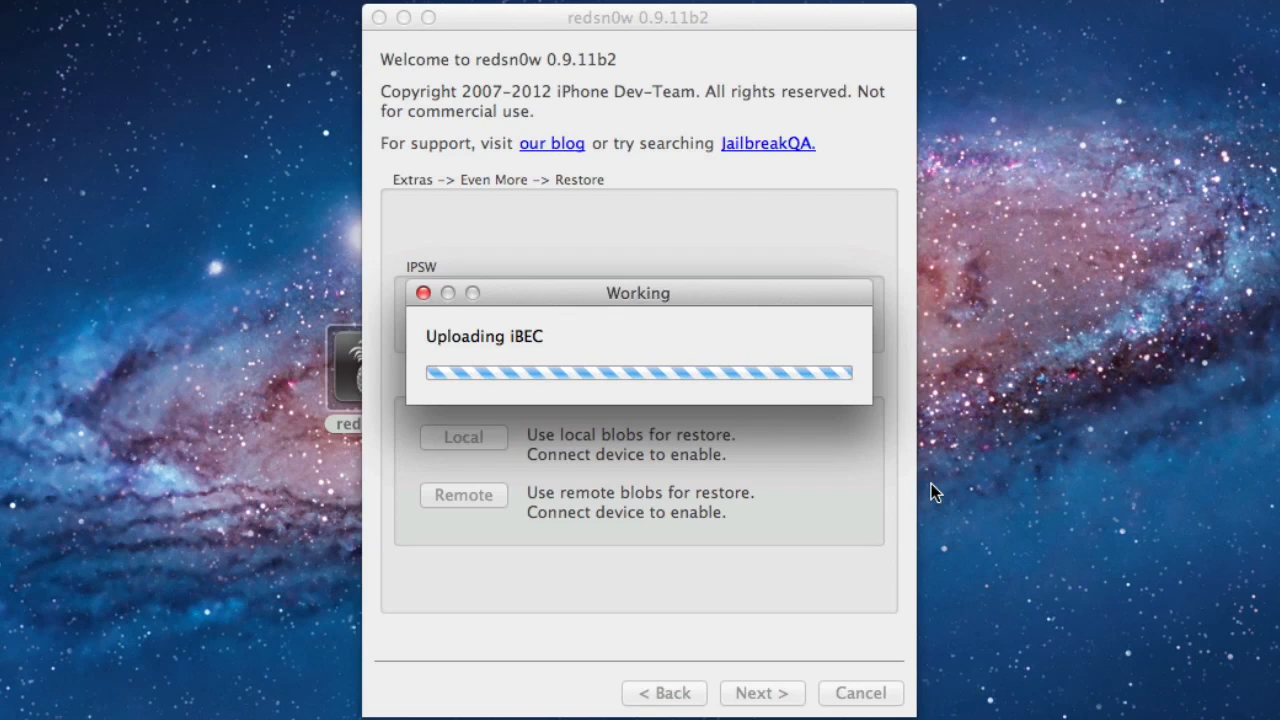 redsn0w 0.9.11b2
Welcome to redsn0w 0.9.11b2
Copyright 2007-2012 iPhone Dev-Team. All rights reserved. Not
for commercial use.
For support, visit our blog or try searching JailbreakQA.
Extras -> Even More -> Restore
IPSW
Working
Uploading iBEC
red
Local
Use local blobs for restore.
Connect device to enable.
Remote
Use remote blobs for restore.
Connect device to enable.
< Back
Next >
Cancel